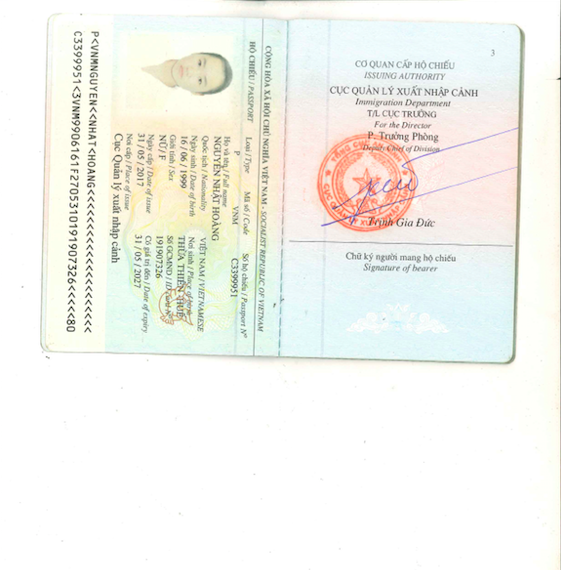 3
CƠ QUAN CẤP HỘ CHIẾU
ISSUING AUTHORITY
CỤC QUẢN LÝ XUẤT NHẬP CẢNH
Immigration Department
T/L CỤC TRƯỞNG
For the Director
P. Trưởng Phòng
Deputy Chief of Division
Trịnh Gia Đức
Chữ ký người mang hộ chiếu
Signature of bearer
CỘNG HÒA XÃ HỘI CHỦ NGHĨA VIỆT NAM - SOCIALIST REPUBLIC OF VIETNAM
HỘ CHIẾU / PASSPORT
Loại / Type
Mã số / Code
Số hộ chiếu / Passport Nº
P
VNM
C3399951
Họ và tên / Full name
NGUYỄN NHẬT HOÀNG
Quốc tịch / Nationality
VIỆT NAM / VIETNAMESE
Ngày sinh / Date of birth
Nơi sinh / Place of birth
16 / 06 / 1999
THỪA THIÊN HUẾ
Giới tính / Sex
Số GCMND / ID card Nº
NỮ / F
191907326
Ngày cấp / Date of issue
Có giá trị đến / Date of expiry
31 / 05 / 2017
31 / 05 / 2027
Nơi cấp / Place of issue
Cục Quản lý xuất nhập cảnh
P<VNMNGUYEN<<NHAT<HOANG<<<<<<<<<<<<<<<<<<<<<
C3399951<3VNM9906161F2705310191907326<<<<<80